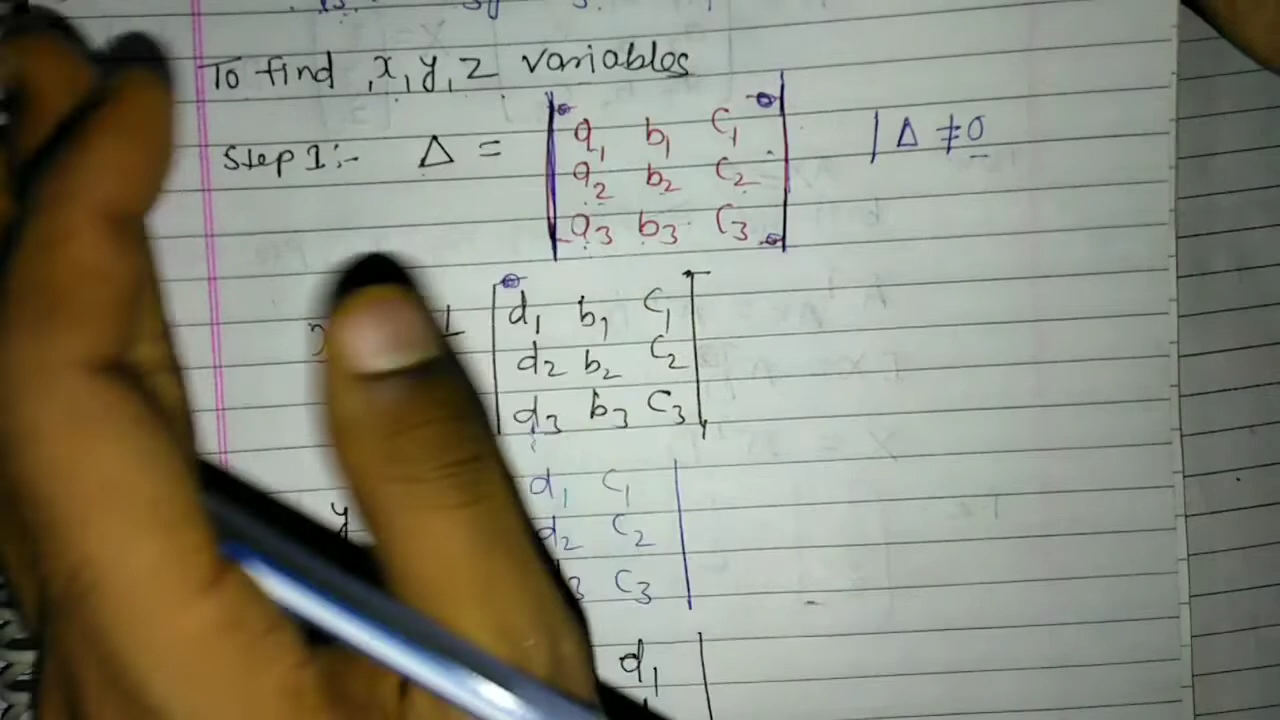 To find ,x,y,z variables
Step 1:- Δ = | a1 b1 c1 | | Δ ≠ 0
a2 b2 c2
a3 b3 c3
d1 b1 c1
d2 b2 c2
d3 b3 c3
d1 c1
y d2 c2
c3
d1